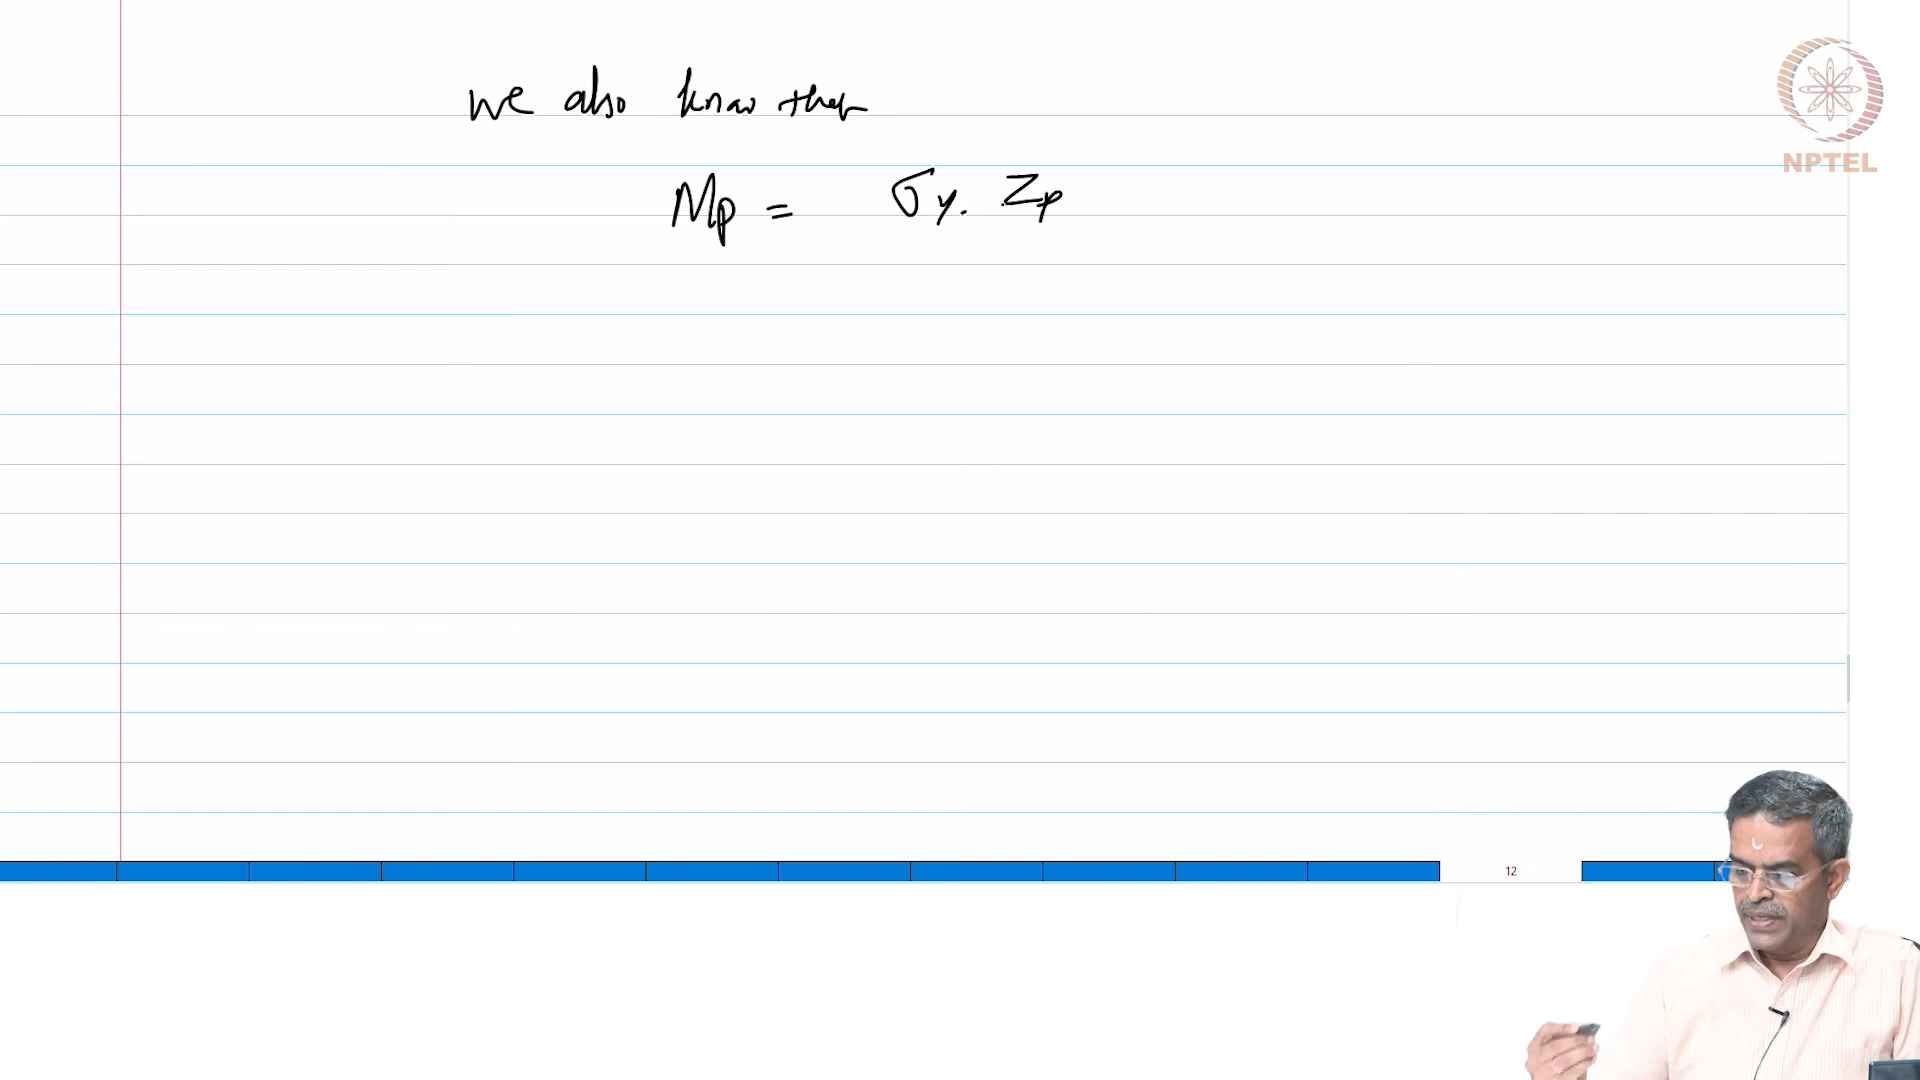 we also know that
Mp = σy. Zp
NPTEL
12